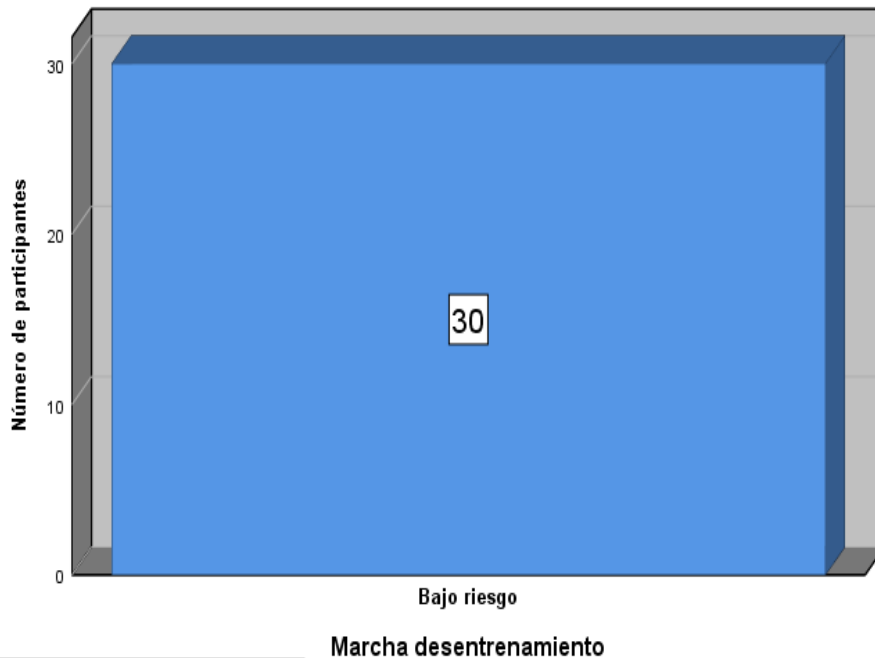 Número de participantes
30
20
10
0
30
Bajo riesgo
Marcha desentrenamiento